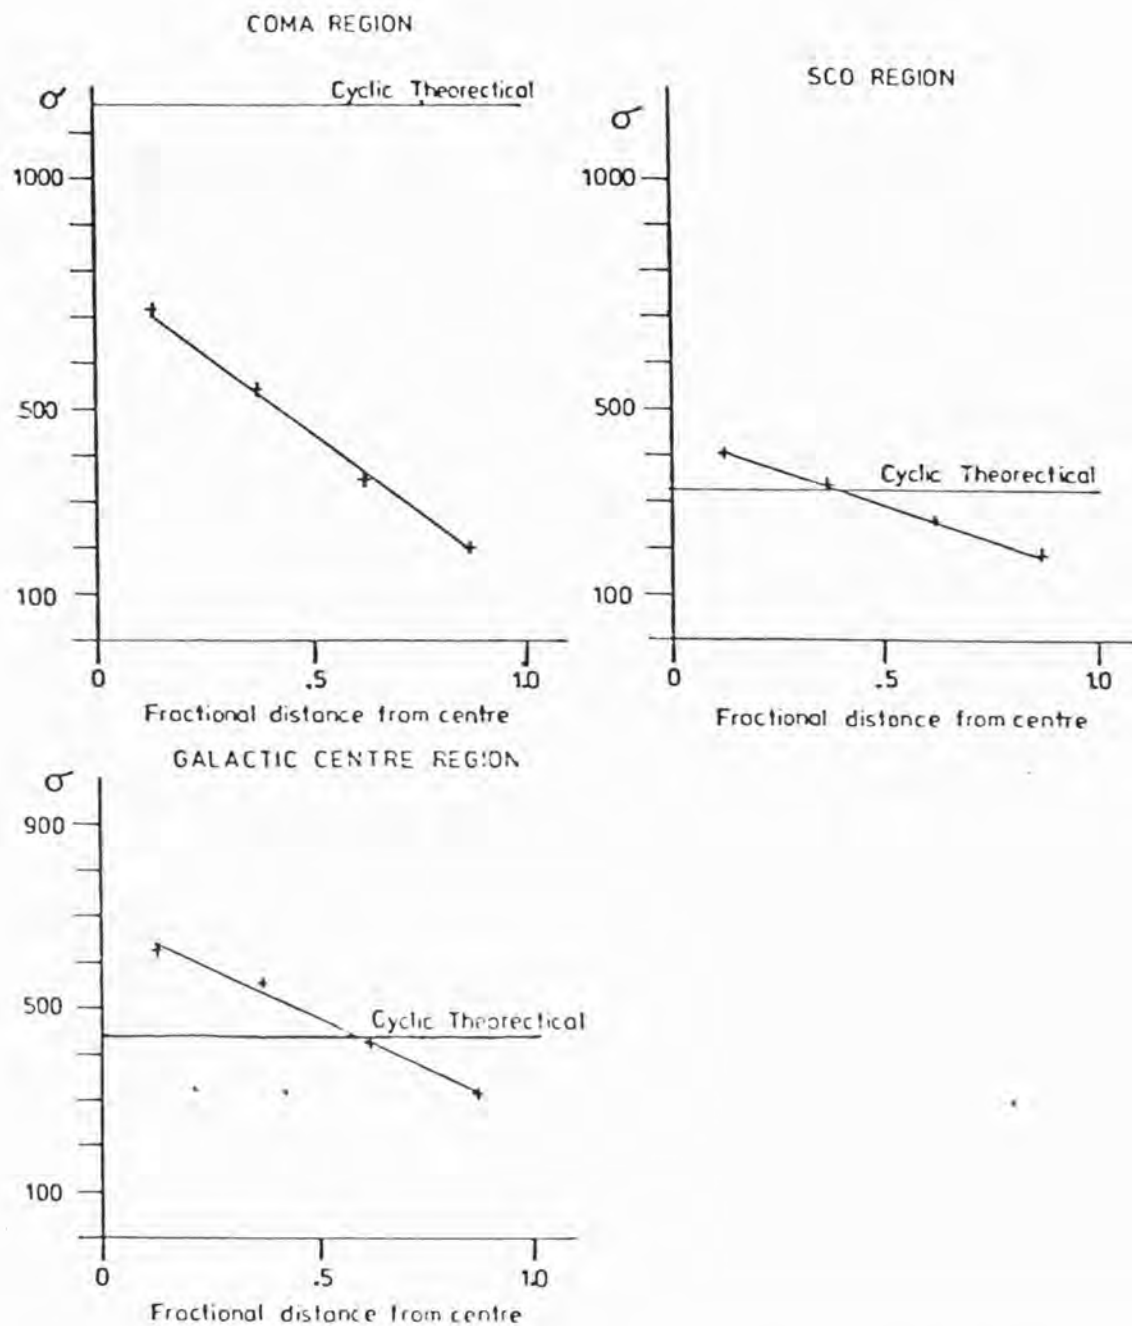 COMA REGION
σ
Cyclic Theorectical
1000
500
100
0
.5
1.0
Fractional distance from centre
SCO REGION
σ
1000
500
Cyclic Theorectical
100
0
.5
1.0
Fractional distance from centre
GALACTIC CENTRE REGION
σ
900
500
Cyclic Theorectical
100
0
.5
1.0
Fractional distance from centre